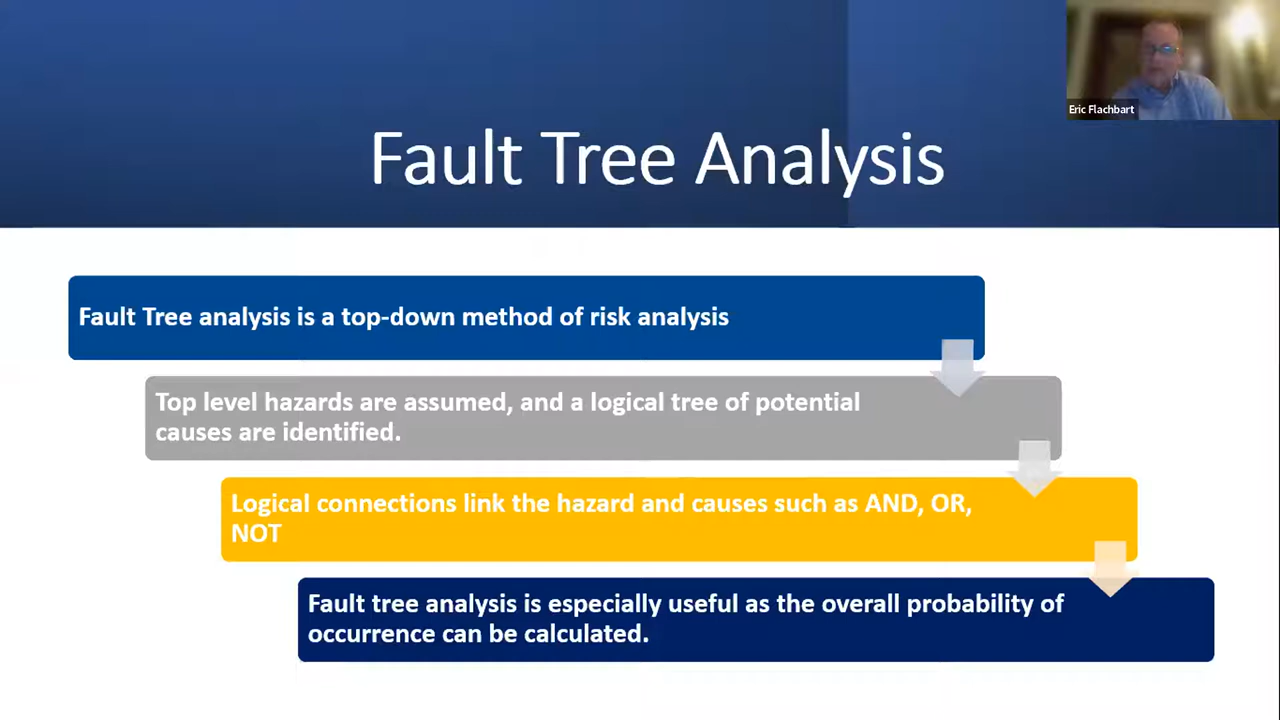 Eric Flachbart
Fault Tree Analysis
Fault Tree analysis is a top-down method of risk analysis
Top level hazards are assumed, and a logical tree of potential
causes are identified.
Logical connections link the hazard and causes such as AND, OR,
NOT
Fault tree analysis is especially useful as the overall probability of
occurrence can be calculated.